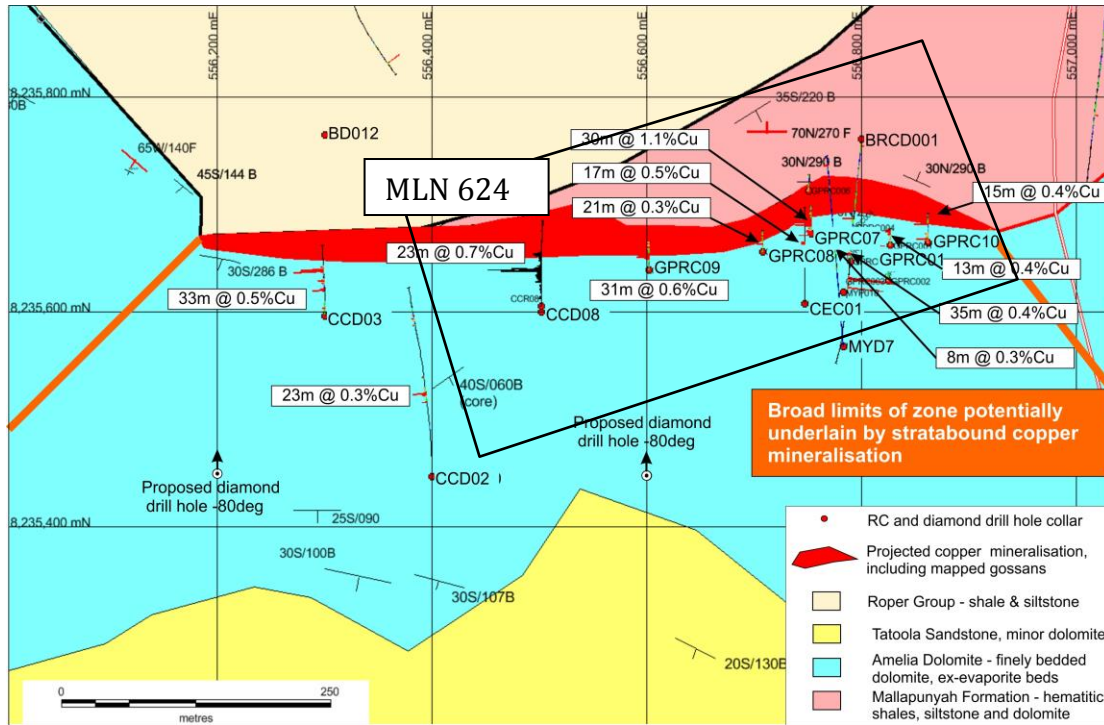 556,200 mE
556,400 mE
556,600 mE
556,800 mE
557,000 mE
8,235,800 mN
35S/220 B
BD012
30m @ 1.1%Cu
70N/270 F
BRCD001
65W/140F
45S/144 B
MLN 624
17m @ 0.5%Cu
30N/290 B
30N/290 B
15m @ 0.4%Cu
21m @ 0.3%Cu
GPRC07
GPRC10
23m @ 0.7%Cu
GPRC08
GPRC01
30S/286 B
GPRC09
13m @ 0.4%Cu
33m @ 0.5%Cu
31m @ 0.6%Cu
GPRC002
8,235,600 mN
CCD03
CCD08
CEC01
35m @ 0.4%Cu
MYD7
8m @ 0.3%Cu
23m @ 0.3%Cu
40S/060B
(core)
Broad limits of zone potentially
underlain by stratabound copper
mineralisation
Proposed diamond
drill hole -80deg
Proposed diamond
drill hole -80deg
CCD02
8,235,400 mN
25S/090
30S/100B
30S/107B
20S/130B
RC and diamond drill hole collar
Projected copper mineralisation,
including mapped gossans
Roper Group - shale & siltstone
Tatoola Sandstone, minor dolomite
Amelia Dolomite - finely bedded
dolomite, ex-evaporite beds
Mallapunyah Formation - hematitic
shales, siltstone and dolomite
0
250
metres